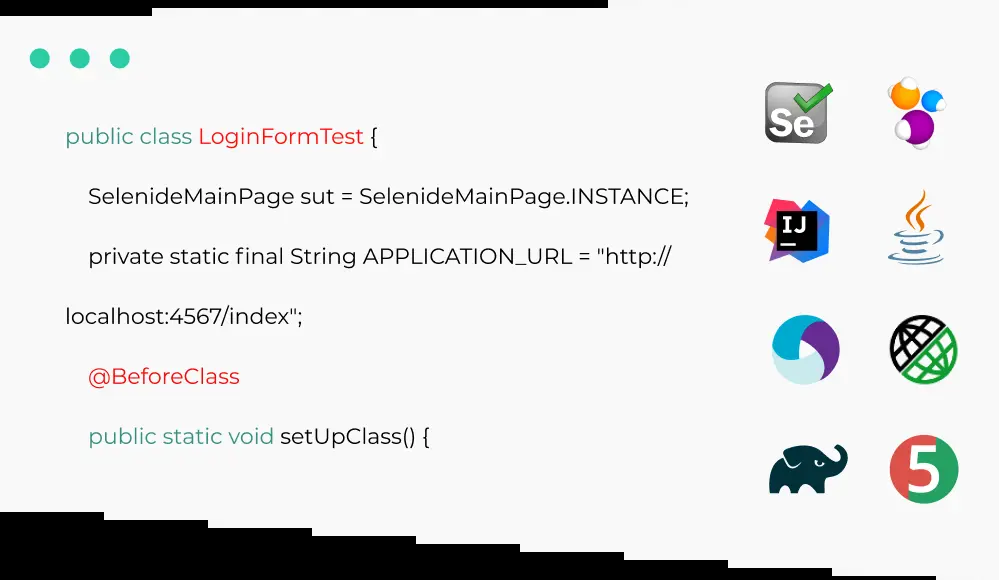 public class LoginFormTest {
SelenideMainPage sut = SelenideMainPage.INSTANCE;
private static final String APPLICATION_URL = "http://
localhost:4567/index";
@BeforeClass
public static void setUpClass() {
Se
IJ
5